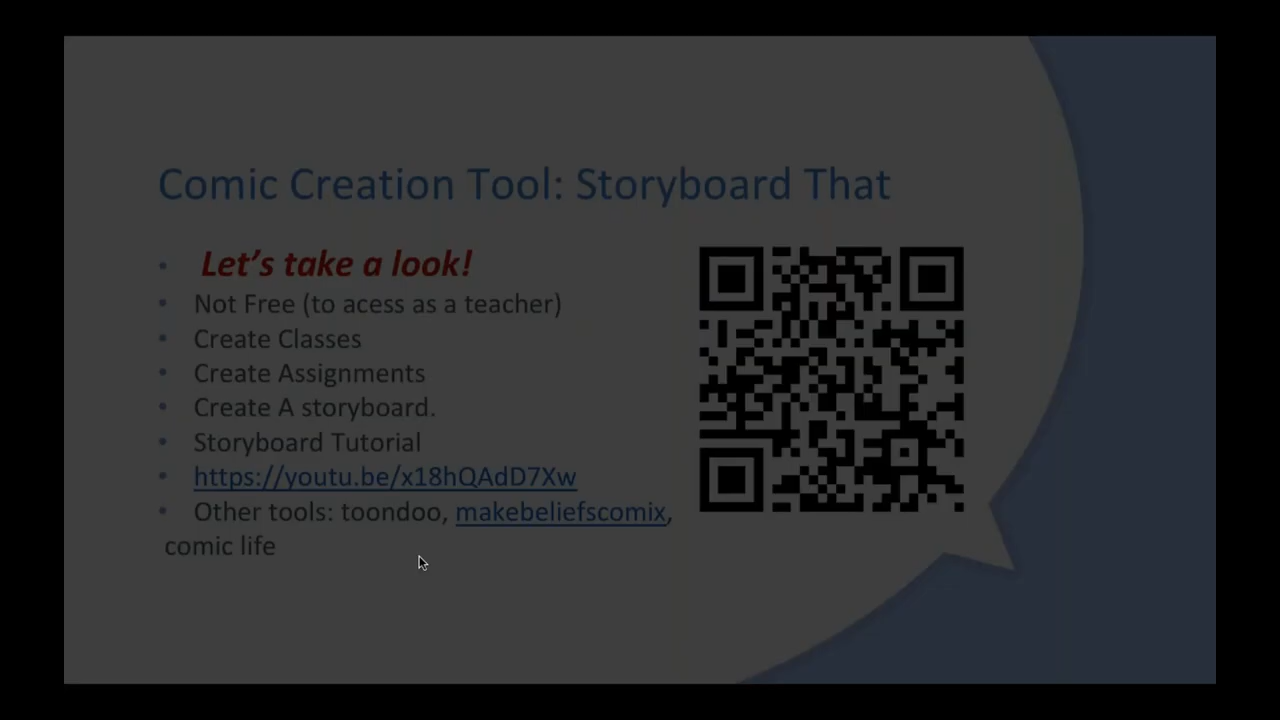 Comic Creation Tool: Storyboard That
• Let's take a look!
• Not Free (to acess as a teacher)
• Create Classes
• Create Assignments
• Create A storyboard.
• Storyboard Tutorial
• https://youtu.be/x18hQAdD7Xw
• Other tools: toondoo, makebeliefscomix,
comic life